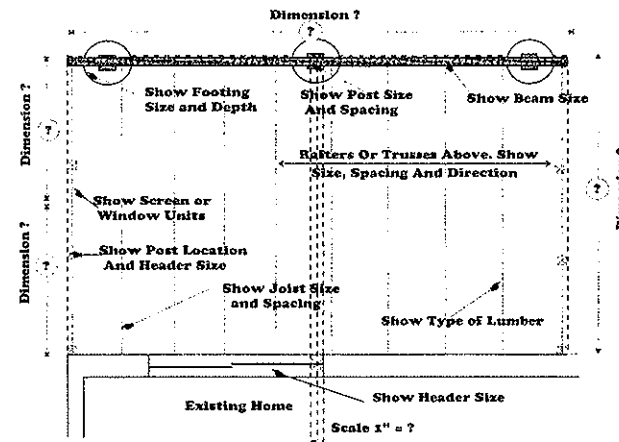 Dimension ?
?
Show Footing
Size and Depth
Show Post Size
And Spacing
Show Beam Size
Dimension ?
?
Rafters Or Trusses Above. Show
Size, Spacing And Direction
?
Show Screen or
Window Units
Dimension ?
?
Show Post Location
And Header Size
Show Joist Size
and Spacing
Show Type of Lumber
Existing Home
Show Header Size
Scale 1" = ?